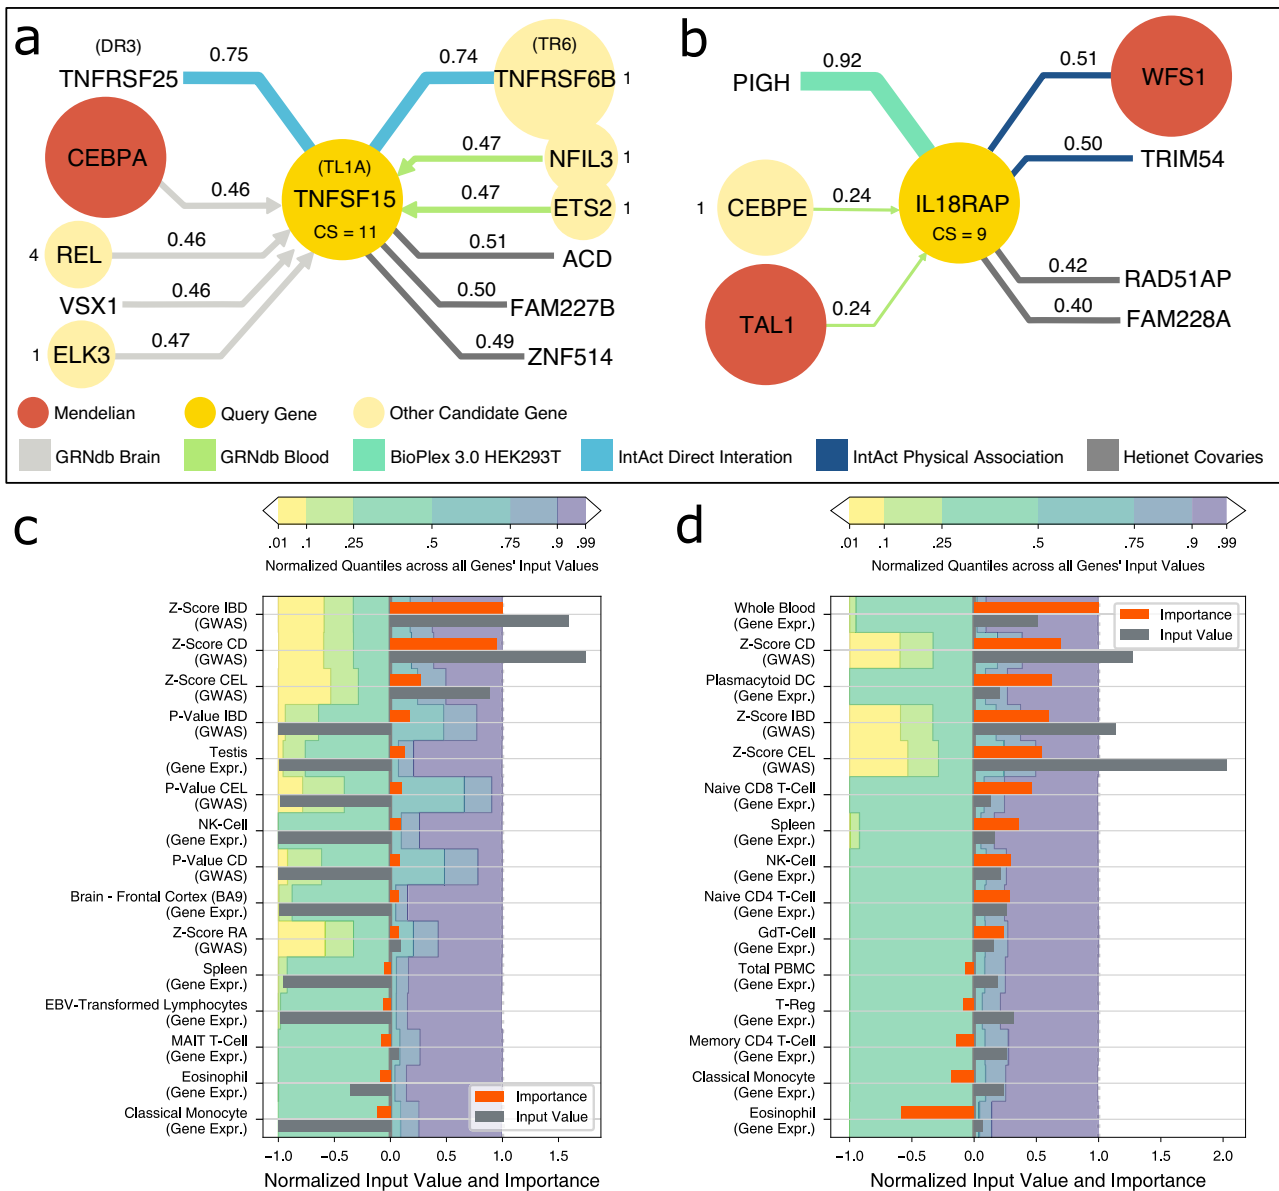 a
(DR3)
TNFRSF25
0.75
0.74
(TR6)
TNFRSF6B
1
CEBPA
0.46
(TL1A)
TNFSF15
CS = 11
0.47
NFIL3
1
0.47
ETS2
1
4
REL
0.46
0.51
ACD
VSX1
0.46
0.50
FAM227B
1
ELK3
0.47
0.49
ZNF514
b
PIGH
0.92
0.51
WFS1
0.50
TRIM54
1
CEBPE
0.24
IL18RAP
CS = 9
TAL1
0.24
0.42
RAD51AP
0.40
FAM228A
Mendelian
Query Gene
Other Candidate Gene
GRNdb Brain
GRNdb Blood
BioPlex 3.0 HEK293T
IntAct Direct Interation
IntAct Physical Association
Hetionet Covaries
c
.01 .1 .25 .5 .75 .9 .99
Normalized Quantiles across all Genes' Input Values
Z-Score IBD
(GWAS)
Z-Score CD
(GWAS)
Z-Score CEL
(GWAS)
P-Value IBD
(GWAS)
Testis
(Gene Expr.)
P-Value CEL
(GWAS)
NK-Cell
(Gene Expr.)
P-Value CD
(GWAS)
Brain - Frontal Cortex (BA9)
(Gene Expr.)
Z-Score RA
(GWAS)
Spleen
(Gene Expr.)
EBV-Transformed Lymphocytes
(Gene Expr.)
MAIT T-Cell
(Gene Expr.)
Eosinophil
(Gene Expr.)
Classical Monocyte
(Gene Expr.)
Importance
Input Value
−1.0 −0.5 0.0 0.5 1.0 1.5
Normalized Input Value and Importance
d
.01 .1 .25 .5 .75 .9 .99
Normalized Quantiles across all Genes' Input Values
Whole Blood
(Gene Expr.)
Z-Score CD
(GWAS)
Plasmacytoid DC
(Gene Expr.)
Z-Score IBD
(GWAS)
Z-Score CEL
(GWAS)
Naive CD8 T-Cell
(Gene Expr.)
Spleen
(Gene Expr.)
NK-Cell
(Gene Expr.)
Naive CD4 T-Cell
(Gene Expr.)
GdT-Cell
(Gene Expr.)
Total PBMC
(Gene Expr.)
T-Reg
(Gene Expr.)
Memory CD4 T-Cell
(Gene Expr.)
Classical Monocyte
(Gene Expr.)
Eosinophil
(Gene Expr.)
Importance
Input Value
−1.0 −0.5 0.0 0.5 1.0 1.5 2.0
Normalized Input Value and Importance